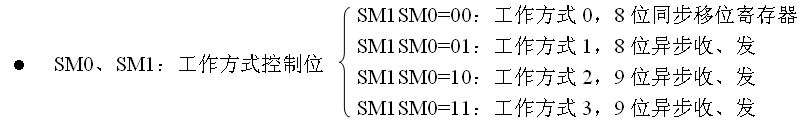 SM1SM0=00：工作方式 0，8 位同步移位寄存器
SM1SM0=01：工作方式 1，8 位异步收、发
● SM0、SM1：工作方式控制位
SM1SM0=10：工作方式 2，9 位异步收、发
SM1SM0=11：工作方式 3，9 位异步收、发